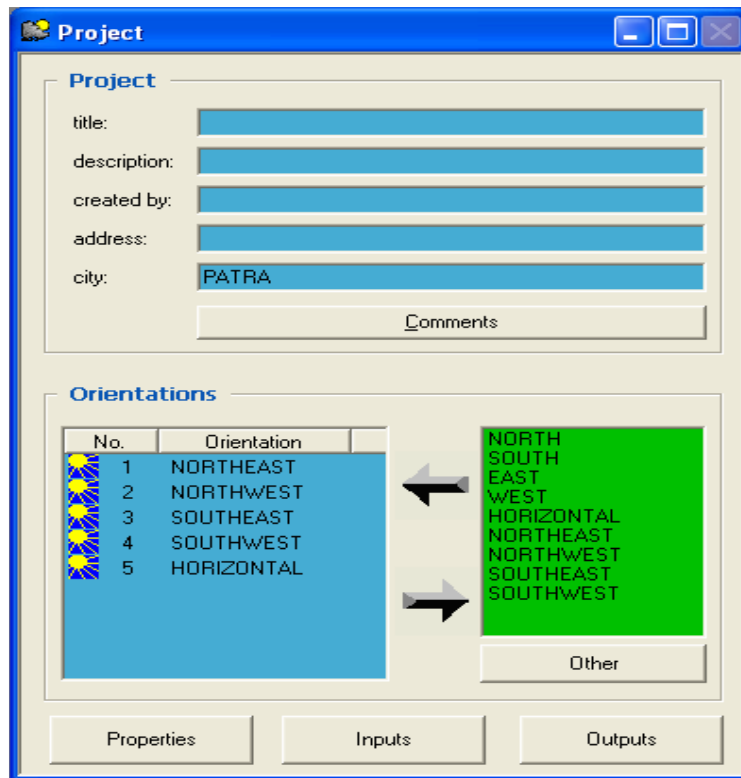 Project
Project
title:
description:
created by:
address:
city: PATRA
Comments
Orientations
No. Orientation
1 NORTHEAST
2 NORTHWEST
3 SOUTHEAST
4 SOUTHWEST
5 HORIZONTAL
NORTH
SOUTH
EAST
WEST
HORIZONTAL
NORTHEAST
NORTHWEST
SOUTHEAST
SOUTHWEST
Other
Properties Inputs Outputs